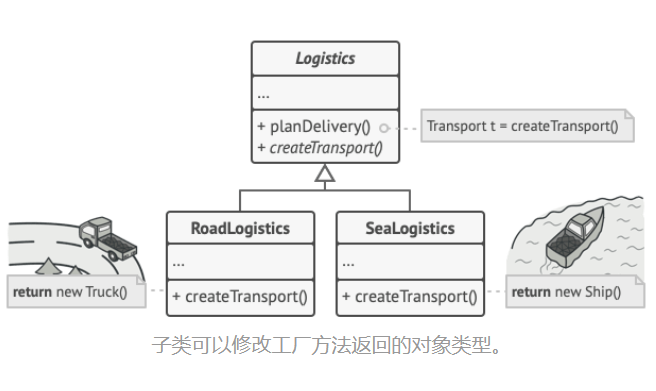 Logistics
...
+ planDelivery()
+ createTransport()
Transport t = createTransport()
RoadLogistics
...
+ createTransport()
return new Truck()
SeaLogistics
...
+ createTransport()
return new Ship()
子类可以修改工厂方法返回的对象类型。